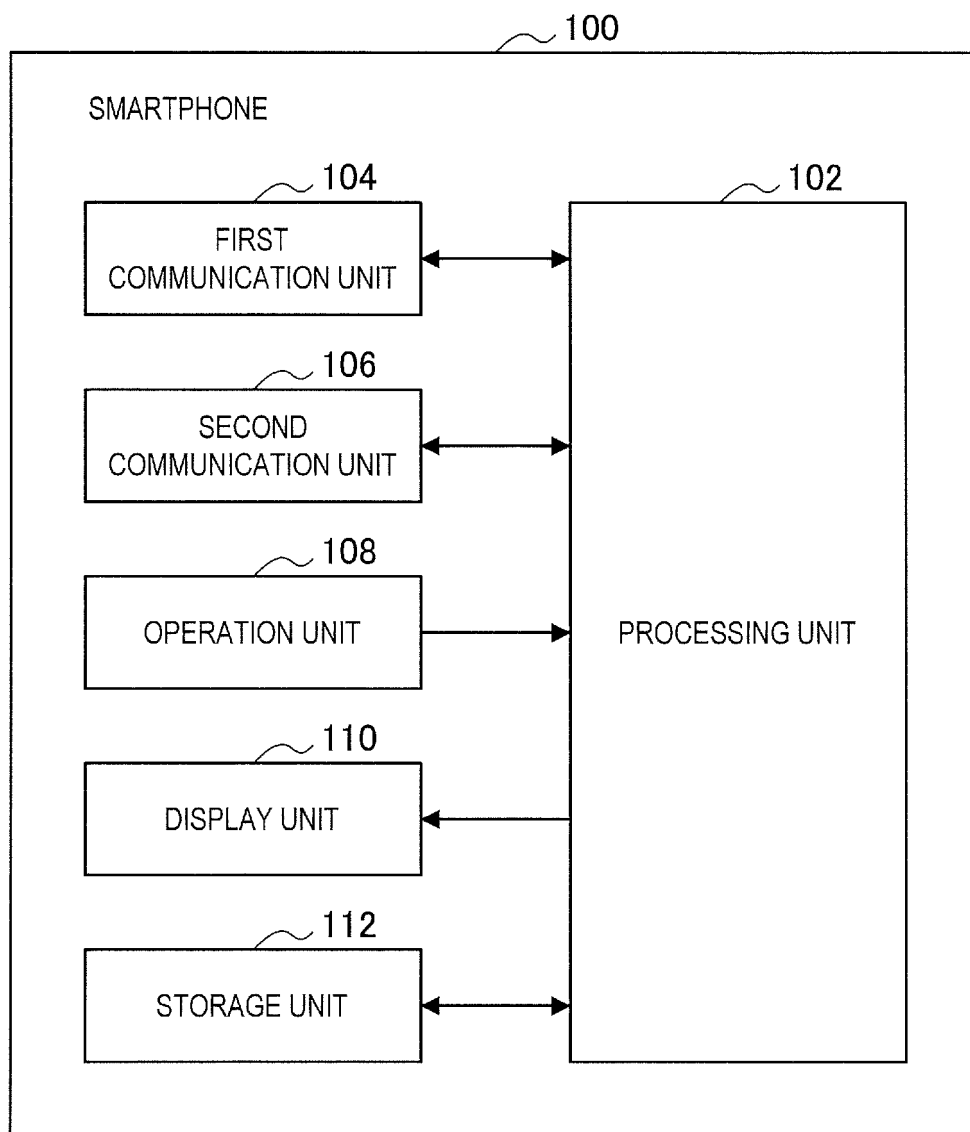 100
SMARTPHONE
104
FIRST
COMMUNICATION UNIT
102
PROCESSING UNIT
106
SECOND
COMMUNICATION UNIT
108
OPERATION UNIT
110
DISPLAY UNIT
112
STORAGE UNIT